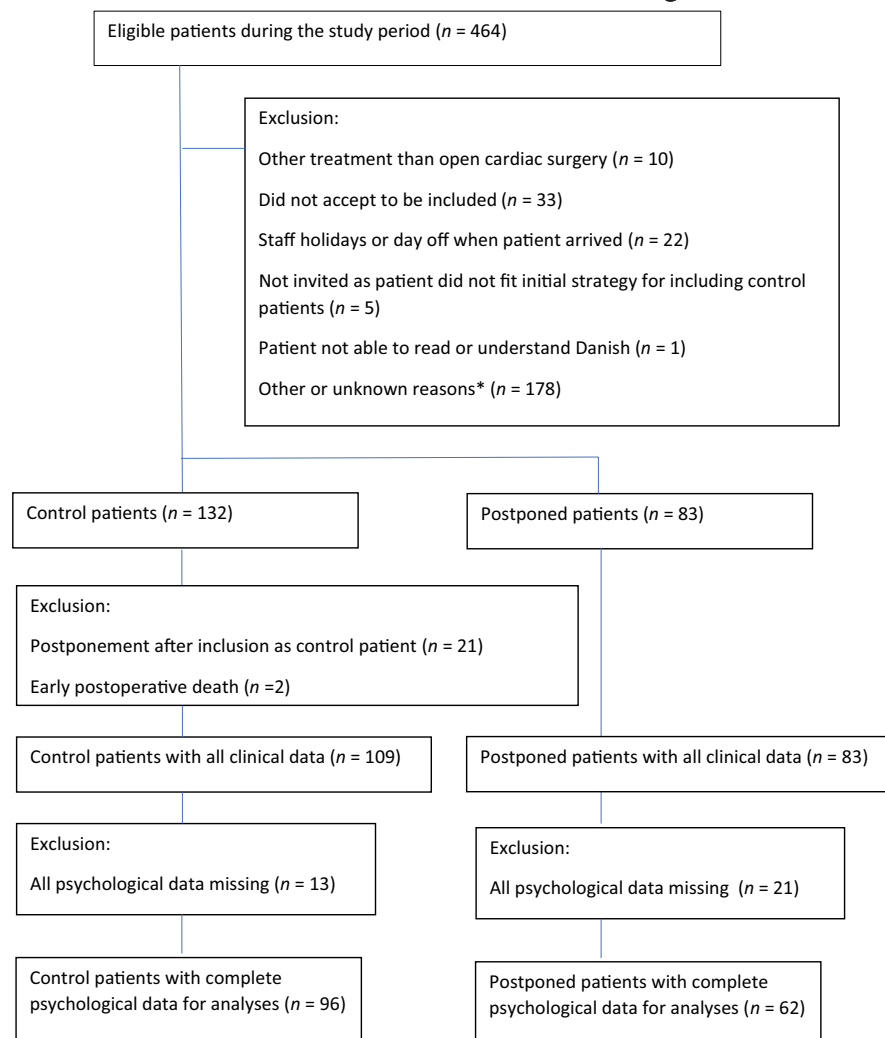 Eligible patients during the study period (n = 464)
Exclusion:
Other treatment than open cardiac surgery (n = 10)
Did not accept to be included (n = 33)
Staff holidays or day off when patient arrived (n = 22)
Not invited as patient did not fit initial strategy for including control
patients (n = 5)
Patient not able to read or understand Danish (n = 1)
Other or unknown reasons* (n = 178)
Control patients (n = 132)
Postponed patients (n = 83)
Exclusion:
Postponement after inclusion as control patient (n = 21)
Early postoperative death (n =2)
Control patients with all clinical data (n = 109)
Postponed patients with all clinical data (n = 83)
Exclusion:
All psychological data missing (n = 13)
Exclusion:
All psychological data missing (n = 21)
Control patients with complete
psychological data for analyses (n = 96)
Postponed patients with complete
psychological data for analyses (n = 62)